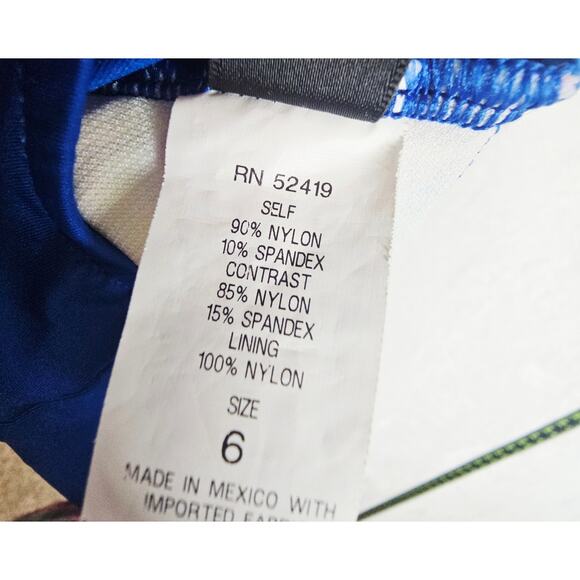 RN 52419
SELF
90% NYLON
10% SPANDEX
CONTRAST
85% NYLON
15% SPANDEX
LINING
100% NYLON
SIZE
6
MADE IN MEXICO WITH
IMPORTED